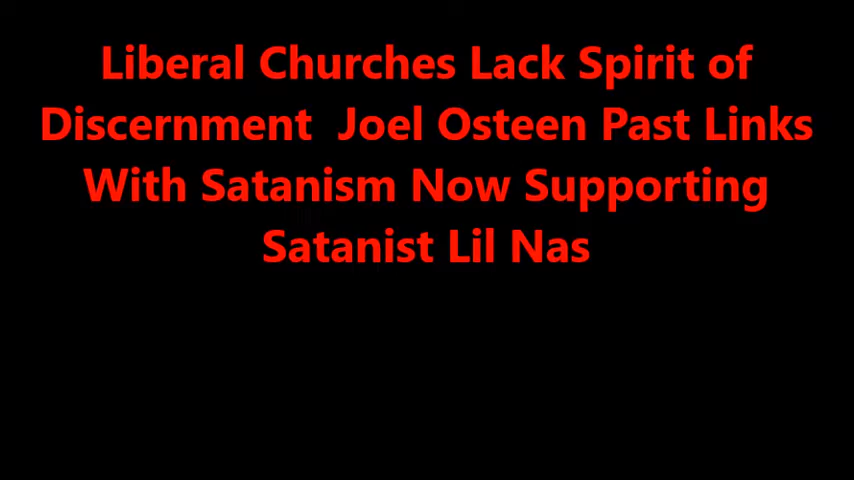 Liberal Churches Lack Spirit of
Discernment  Joel Osteen Past Links
With Satanism Now Supporting
Satanist Lil Nas